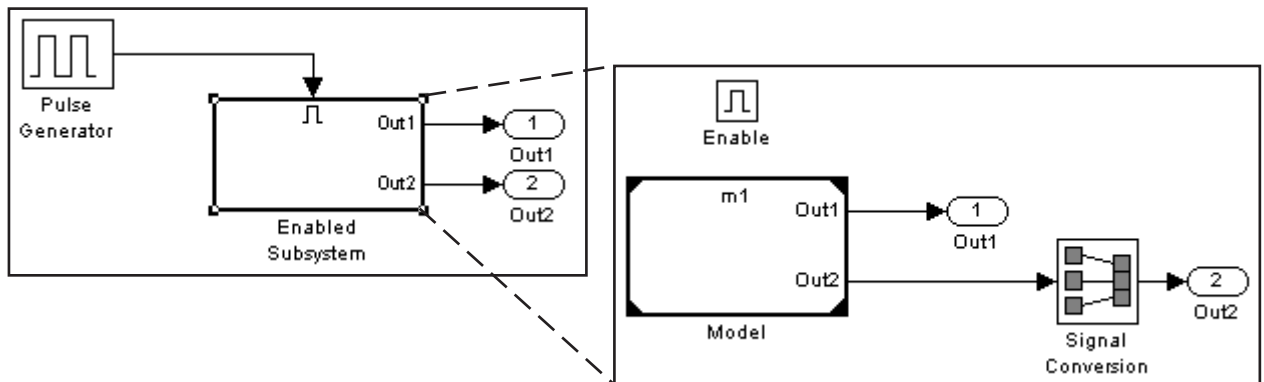 Pulse
Generator
Out1
Out2
Enabled
Subsystem
1
Out1
2
Out2
Enable
m1
Out1
Out2
Model
1
Out1
Signal
Conversion
2
Out2